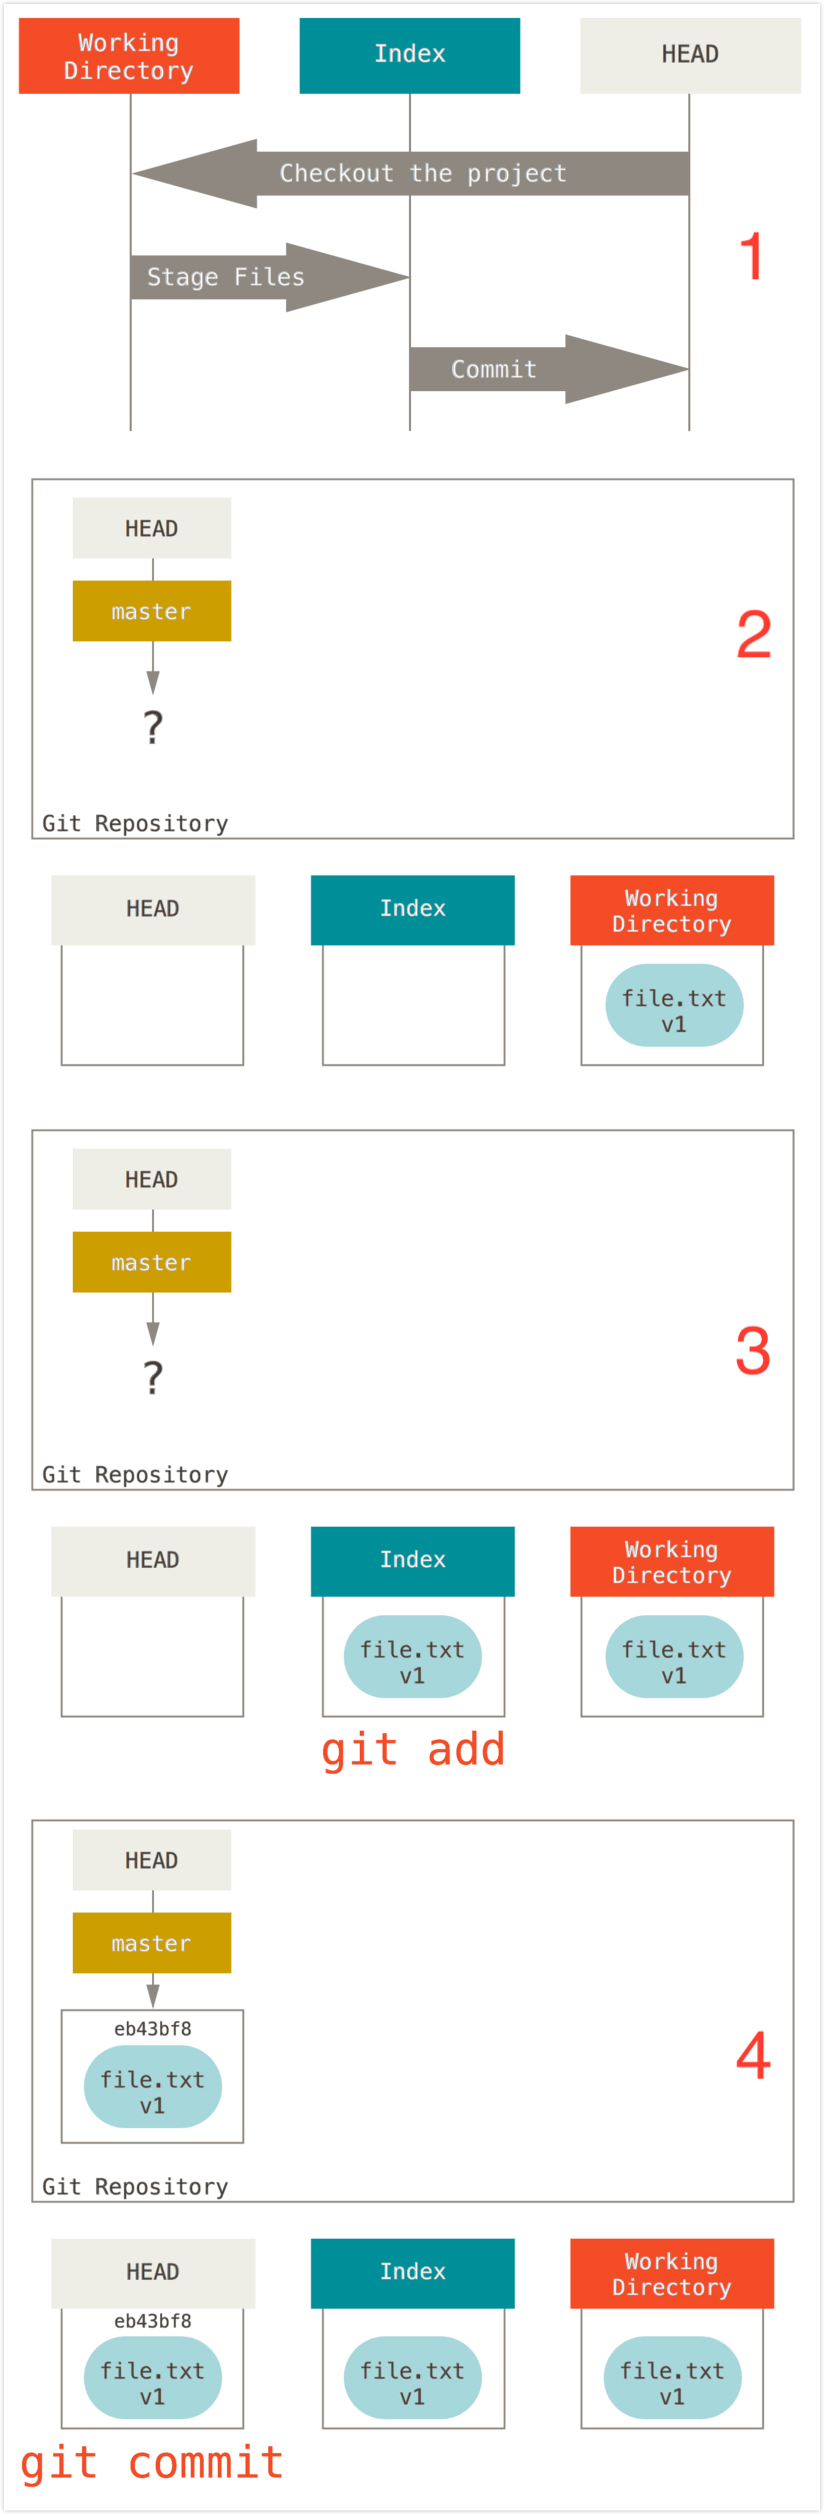 Working
Directory
Index
HEAD
Checkout the project
1
Stage Files
Commit
HEAD
master
2
?
Git Repository
HEAD
Index
Working
Directory
file.txt
v1
HEAD
master
3
?
Git Repository
HEAD
Index
Working
Directory
file.txt
v1
file.txt
v1
git add
HEAD
master
eb43bf8
file.txt
v1
4
Git Repository
HEAD
Index
Working
Directory
eb43bf8
file.txt
v1
file.txt
v1
file.txt
v1
git commit